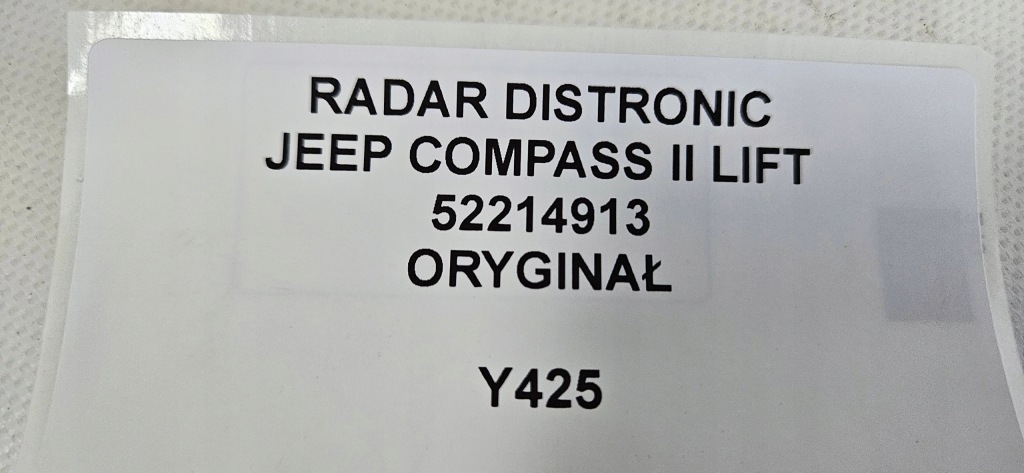 RADAR DISTRONIC
JEEP COMPASS II LIFT
52214913
ORYGINAŁ
Y425